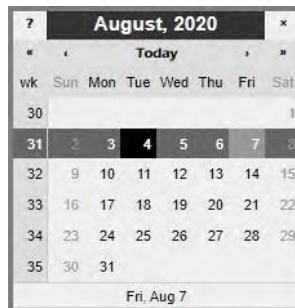 ? August, 2020 ×
« ‹ Today › »
wk Sun Mon Tue Wed Thu Fri Sat
30 1
31 2 3 4 5 6 7 8
32 9 10 11 12 13 14 15
33 16 17 18 19 20 21 22
34 23 24 25 26 27 28 29
35 30 31
Fri, Aug 7